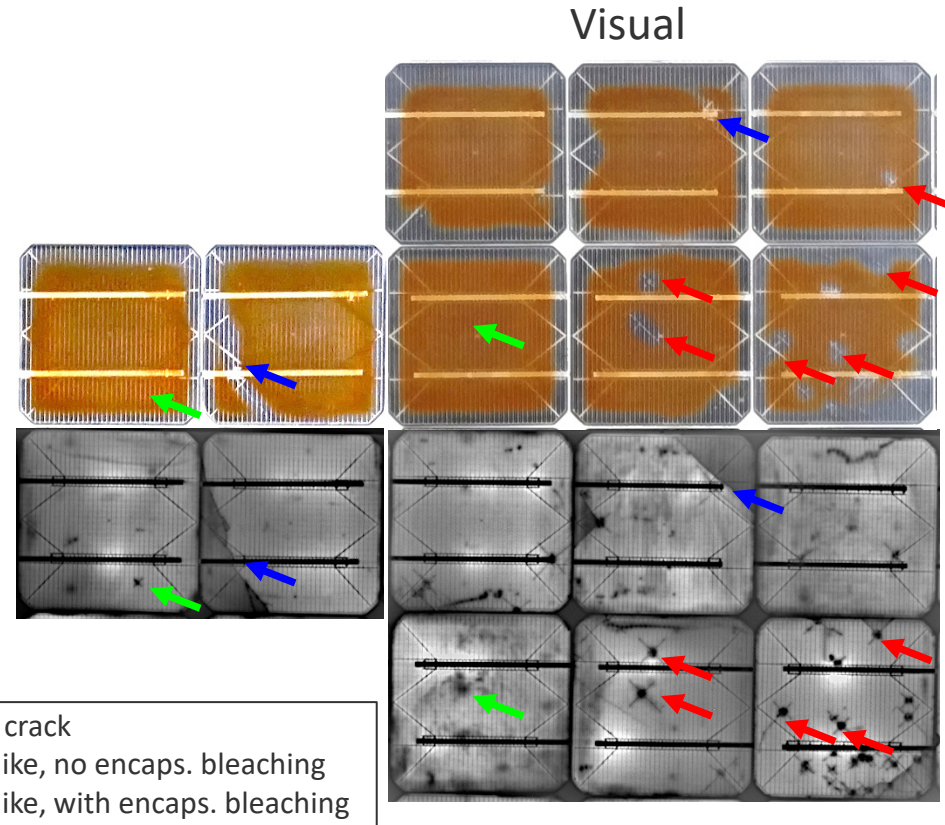 Visual
crack
ike, no encaps. bleaching
ike, with encaps. bleaching